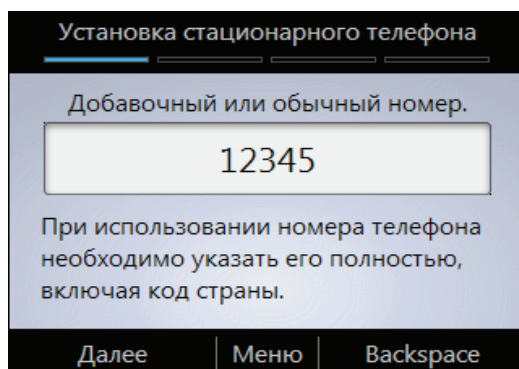 Установка стационарного телефона
Добавочный или обычный номер.
12345
При использовании номера телефона
необходимо указать его полностью,
включая код страны.
Далее Меню Backspace